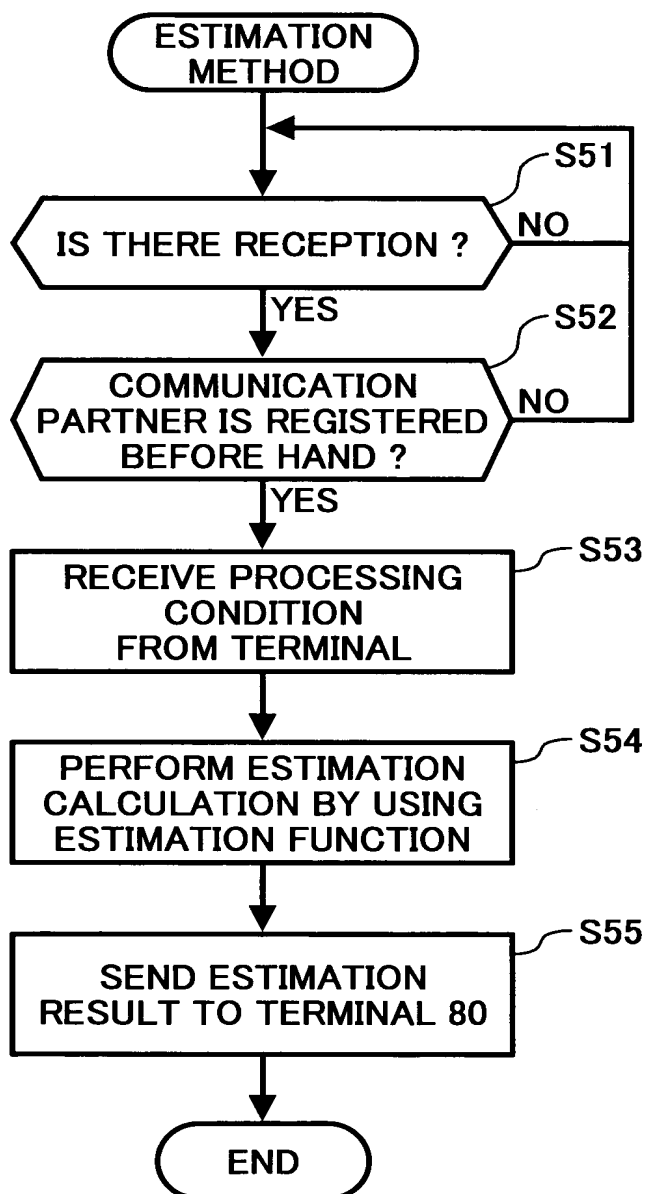 ESTIMATION
METHOD
S51
IS THERE RECEPTION ?
NO
YES
S52
COMMUNICATION
PARTNER IS REGISTERED
BEFORE HAND ?
NO
YES
S53
RECEIVE PROCESSING
CONDITION
FROM TERMINAL
S54
PERFORM ESTIMATION
CALCULATION BY USING
ESTIMATION FUNCTION
S55
SEND ESTIMATION
RESULT TO TERMINAL 80
END